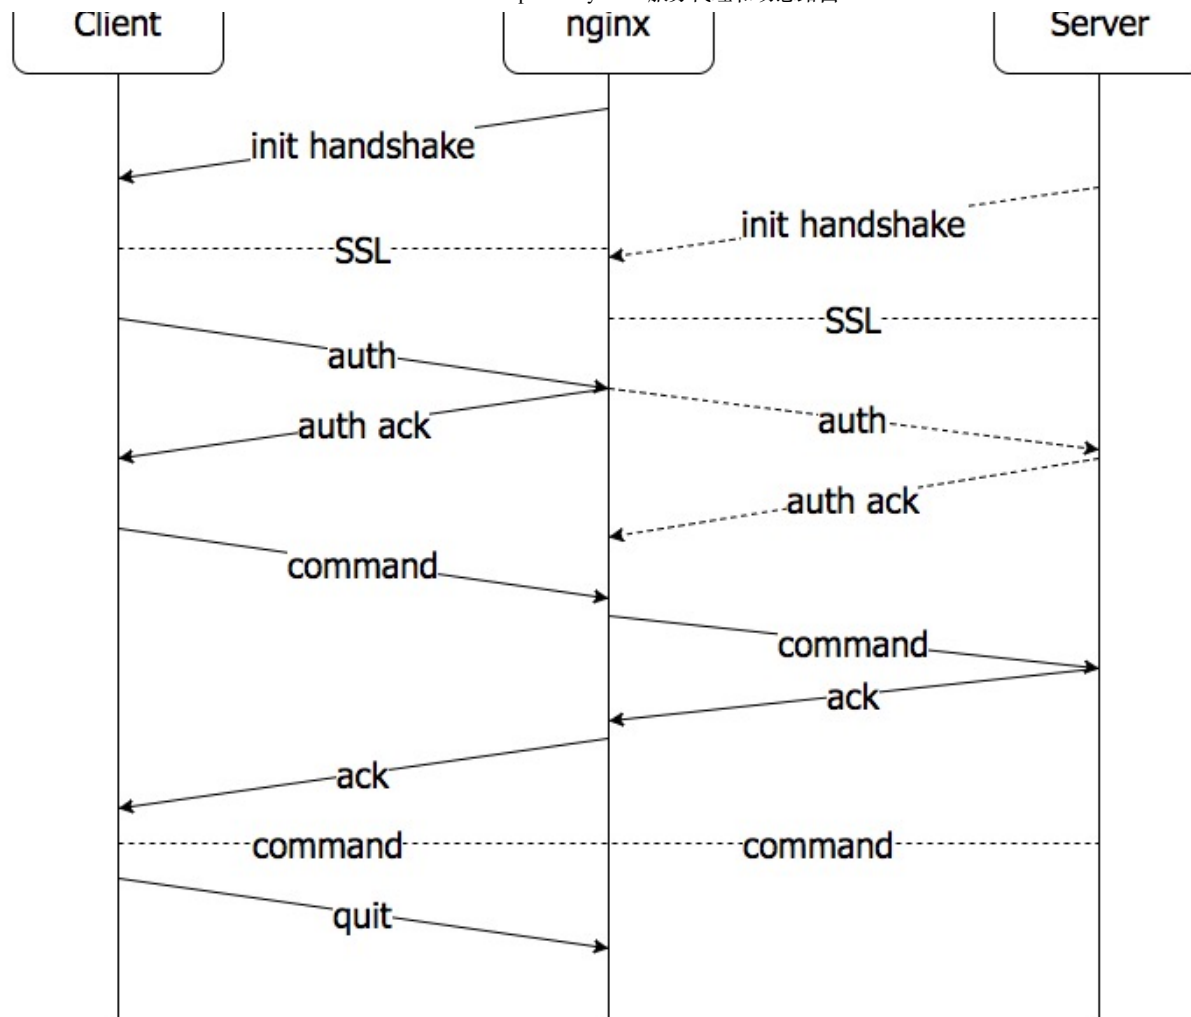 Client
nginx
Server
init handshake
init handshake
SSL
SSL
auth
auth
auth ack
auth ack
command
command
ack
ack
command
command
quit